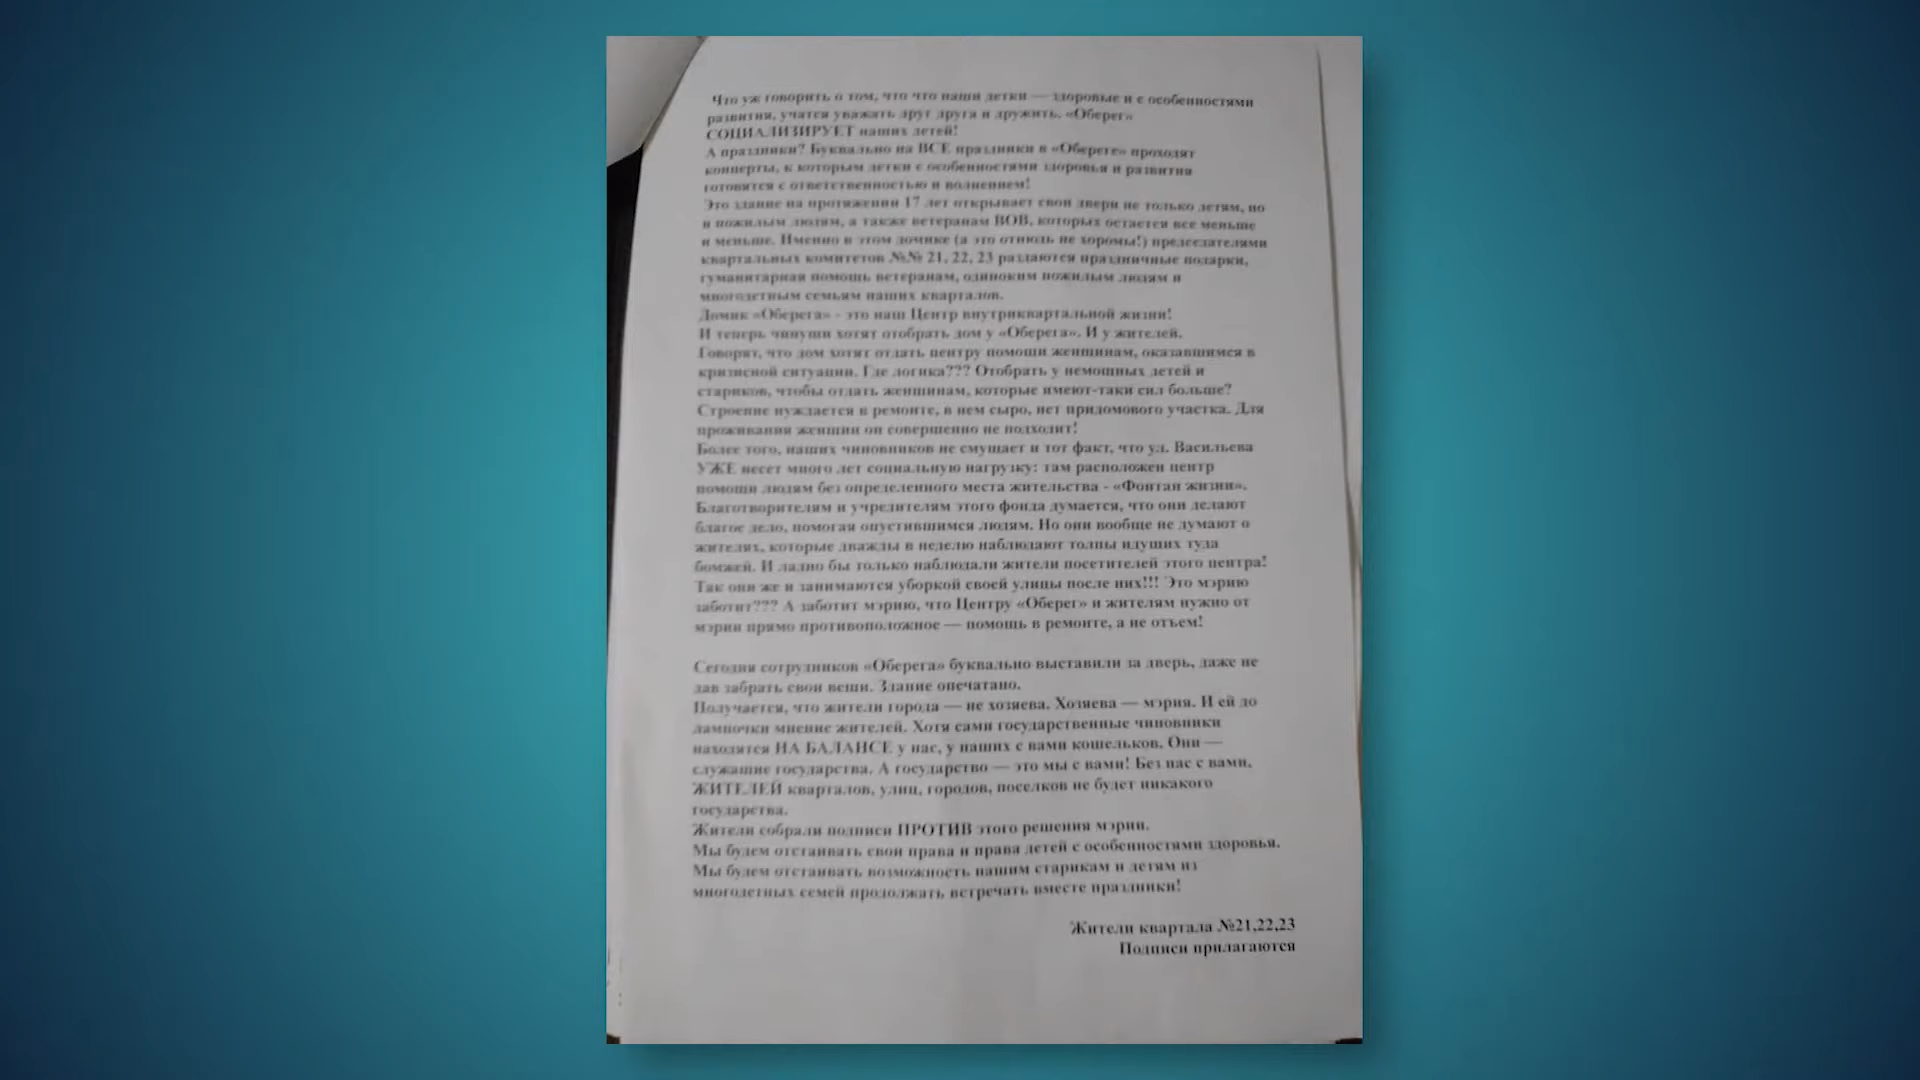 Что уж говорить о том, что что наши детки — здоровые и с особенностями
развития, учатся уважать друг друга и дружить. «Оберег»
СОЦИАЛИЗИРУЕТ наших детей!
А праздники? Буквально на ВСЕ праздники в «Обереге» проходят
концерты, к которым детки с особенностями здоровья и развития
готовятся с ответственностью и волнением!
Это здание на протяжении 17 лет открывает свои двери не только детям, но
и пожилым людям, а также ветеранам ВОВ, которых остается все меньше
и меньше. Именно в этом домике (а это отнюдь не хоромы!) председателями
квартальных комитетов №№ 21, 22, 23 раздаются праздничные подарки,
гуманитарная помощь ветеранам, одиноким пожилым людям и
многодетным семьям наших кварталов.
Домик «Оберега» - это наш Центр внутриквартальной жизни!
И теперь чинуши хотят отобрать дом у «Оберега». И у жителей.
Говорят, что дом хотят отдать центру помощи женщинам, оказавшимся в
кризисной ситуации. Где логика??? Отобрать у немощных детей и
стариков, чтобы отдать женщинам, которые имеют-таки сил больше?
Строение нуждается в ремонте, в нем сыро, нет придомового участка. Для
проживания женщин он совершенно не подходит!
Более того, наших чиновников не смущает и тот факт, что ул. Васильева
УЖЕ несет много лет социальную нагрузку: там расположен центр
помощи людям без определенного места жительства - «Фонтан жизни».
Благотворителям и учредителям этого фонда думается, что они делают
благое дело, помогая опустившимся людям. Но они вообще не думают о
жителях, которые дважды в неделю наблюдают толпы идущих туда
бомжей. И ладно бы только наблюдали жители посетителей этого центра!
Так они же и занимаются уборкой своей улицы после них!!! Это мэрию
заботит??? А заботит мэрию, что Центру «Оберег» и жителям нужно от
мэрии прямо противоположное — помощь в ремонте, а не отъем!
Сегодня сотрудников «Оберега» буквально выставили за дверь, даже не
дав забрать свои вещи. Здание опечатано.
Получается, что жители города — не хозяева. Хозяева — мэрия. И ей до
лампочки мнение жителей. Хотя сами государственные чиновники
находятся НА БАЛАНСЕ у нас, у наших с вами кошельков. Они —
служащие государства. А государство — это мы с вами! Без нас с вами,
ЖИТЕЛЕЙ кварталов, улиц, городов, поселков не будет никакого
государства.
Жители собрали подписи ПРОТИВ этого решения мэрии.
Мы будем отстаивать свои права и права детей с особенностями здоровья.
Мы будем отстаивать возможность нашим старикам и детям из
многодетных семей продолжать встречать вместе праздники!
Жители квартала №21,22,23
Подписи прилагаются